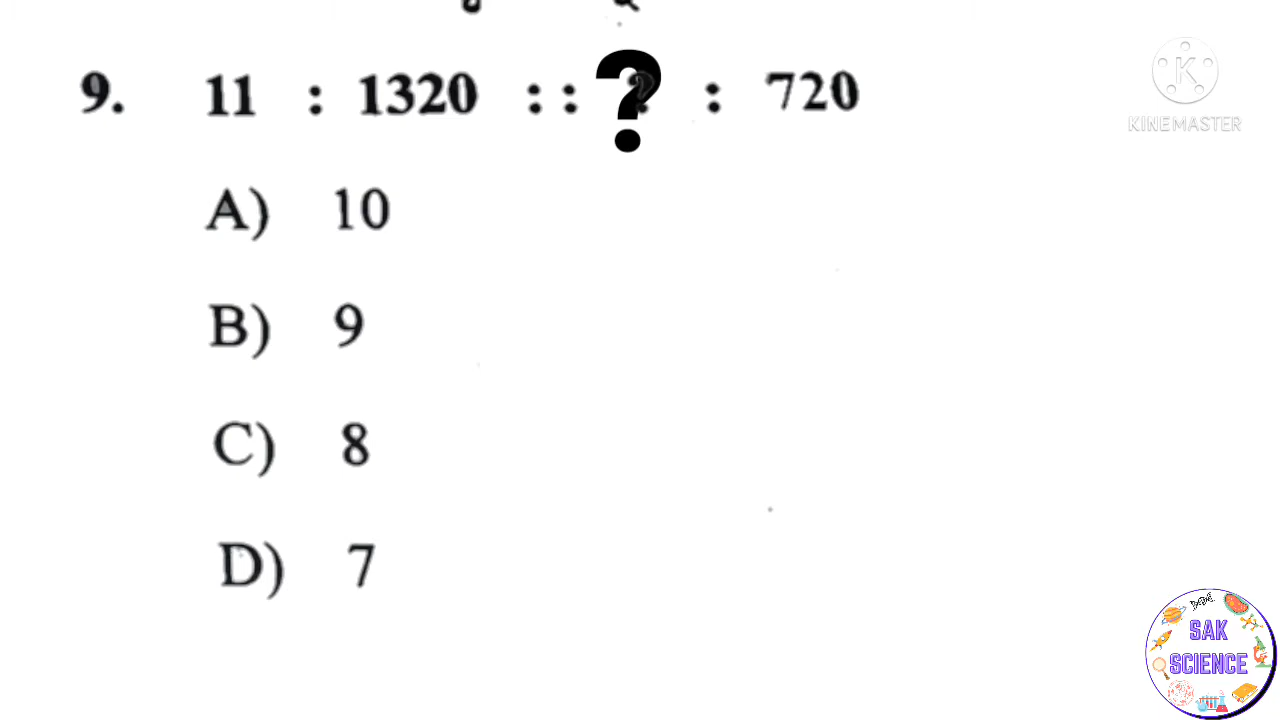 9. 11 : 1320 :: ? : 720
KINEMASTER
A) 10
B) 9
C) 8
D) 7
SAK
SCIENCE